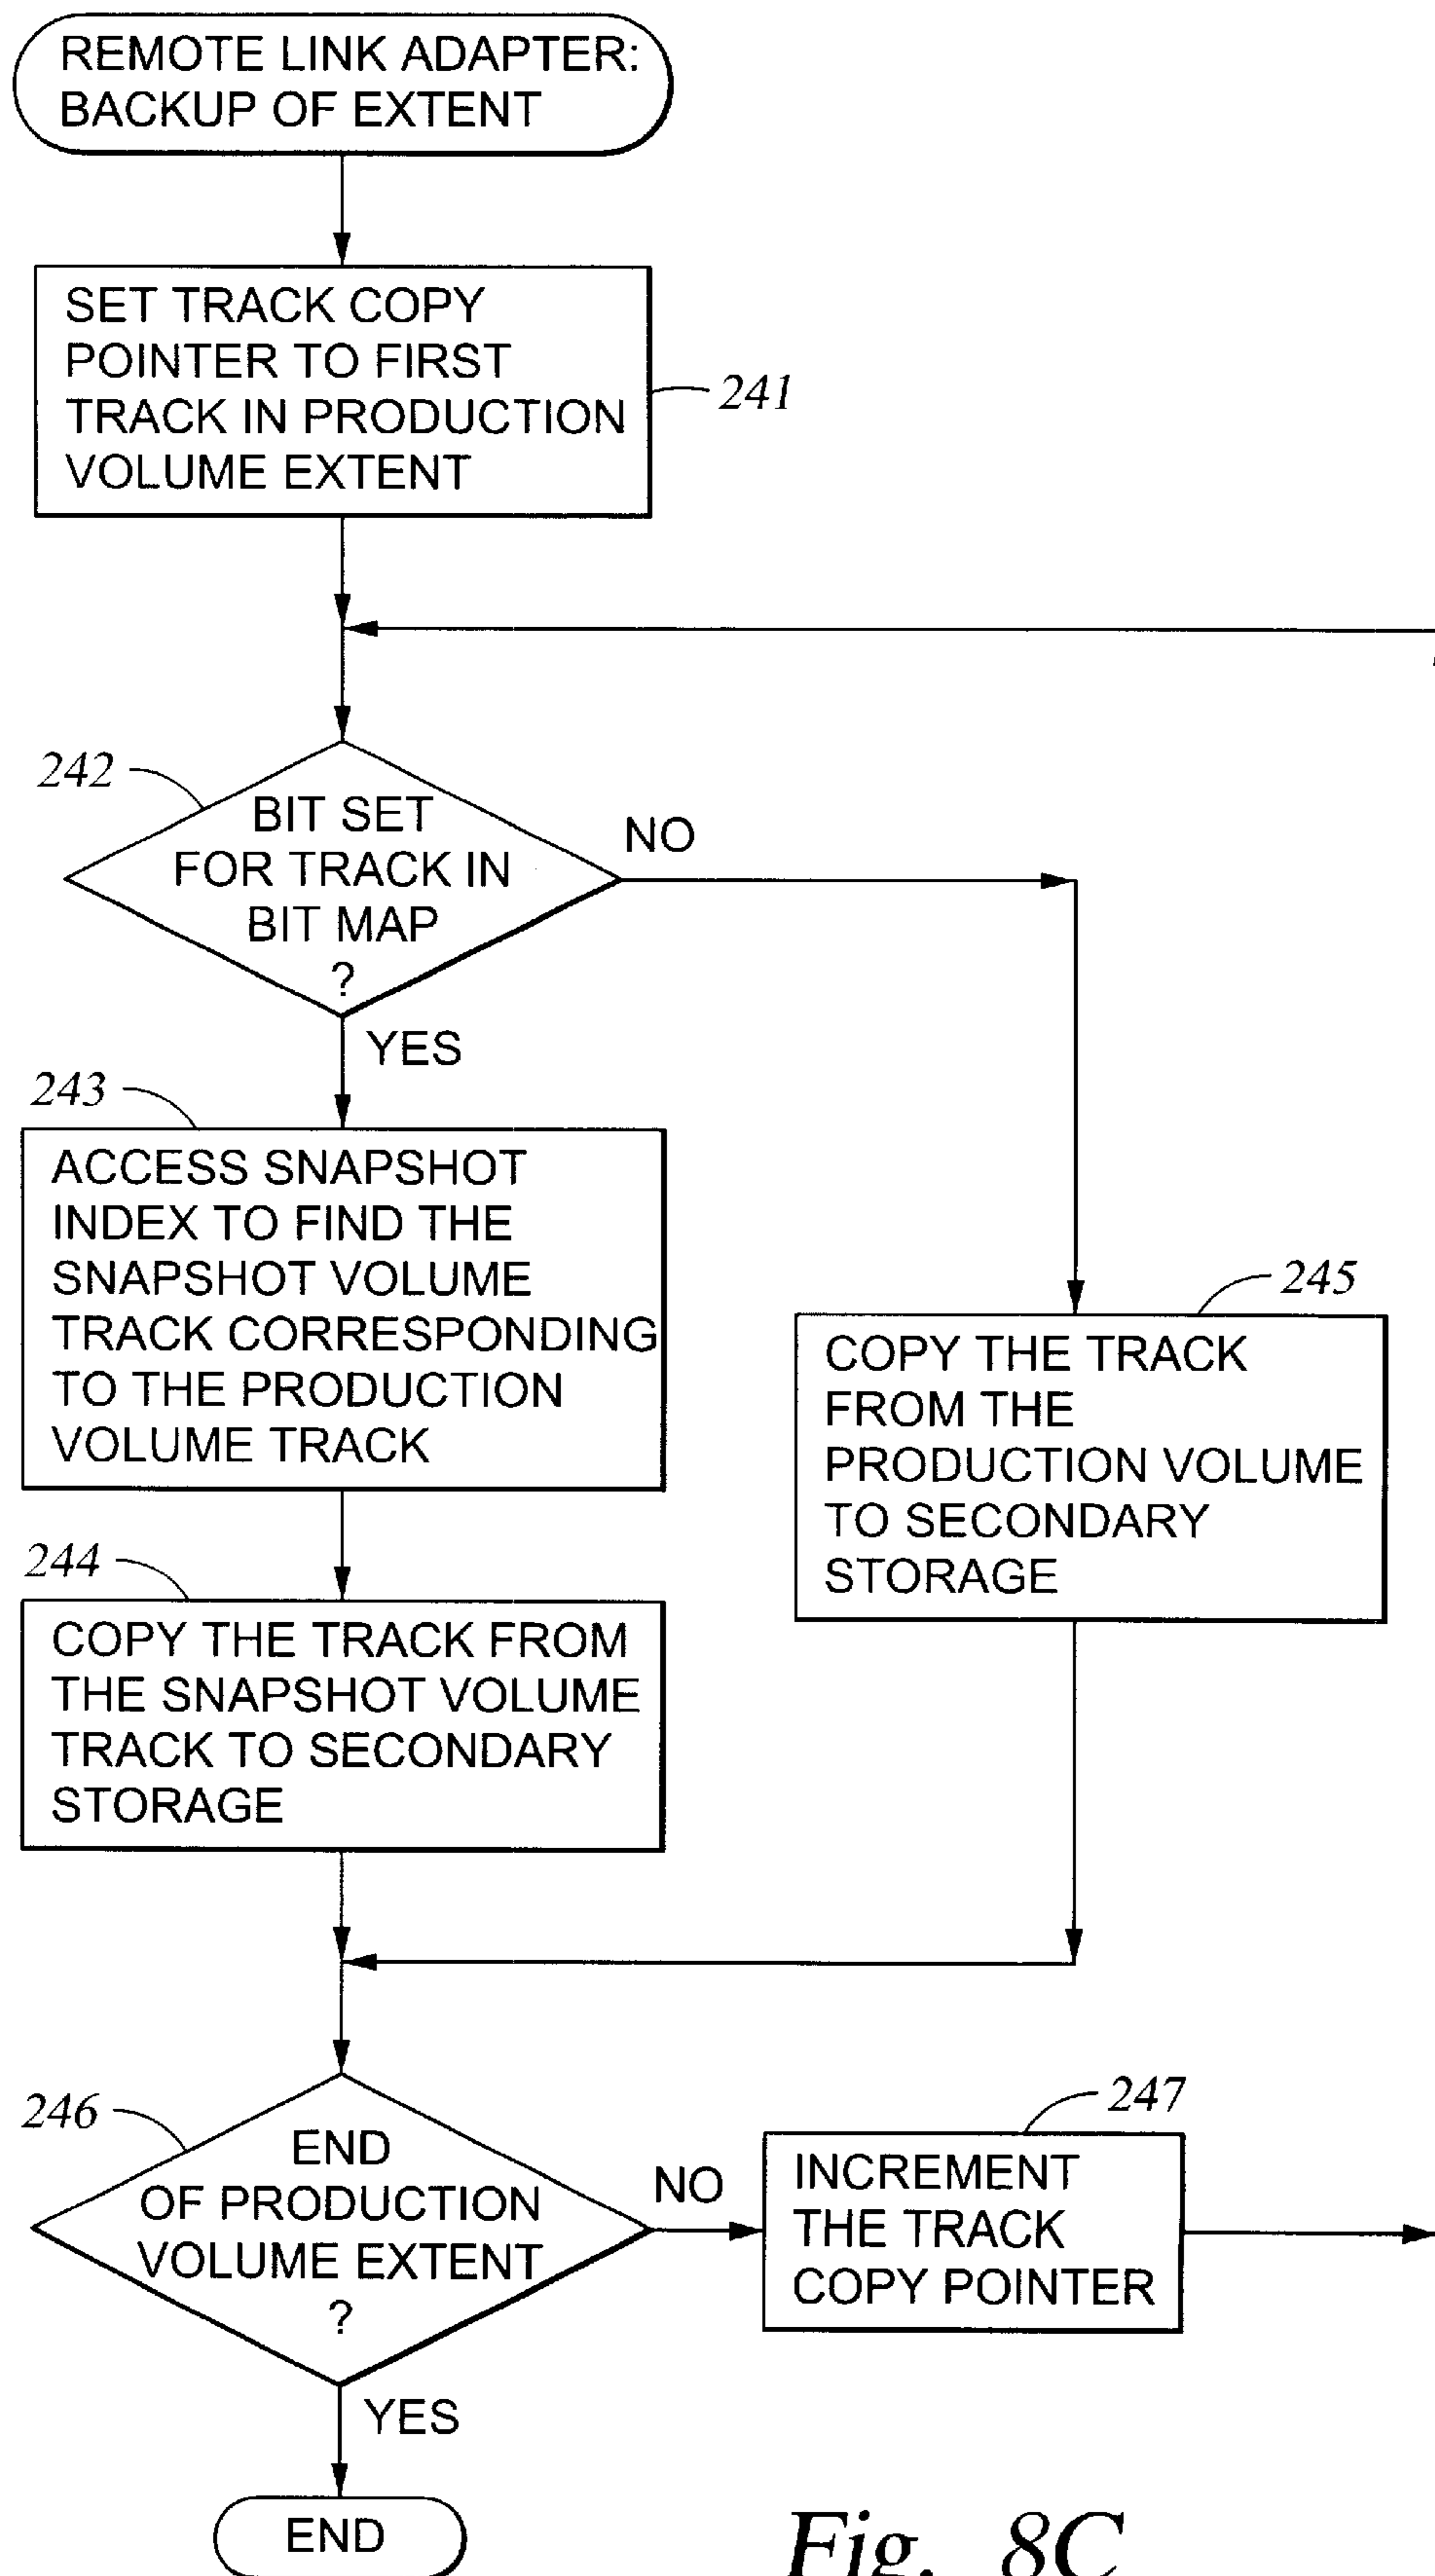 REMOTE LINK ADAPTER:
BACKUP OF EXTENT
SET TRACK COPY
POINTER TO FIRST
TRACK IN PRODUCTION
VOLUME EXTENT
241
242
BIT SET
FOR TRACK IN
BIT MAP
?
NO
YES
243
ACCESS SNAPSHOT
INDEX TO FIND THE
SNAPSHOT VOLUME
TRACK CORRESPONDING
TO THE PRODUCTION
VOLUME TRACK
245
COPY THE TRACK
FROM THE
PRODUCTION VOLUME
TO SECONDARY
STORAGE
244
COPY THE TRACK FROM
THE SNAPSHOT VOLUME
TRACK TO SECONDARY
STORAGE
246
END
OF PRODUCTION
VOLUME EXTENT
?
NO
247
INCREMENT
THE TRACK
COPY POINTER
YES
END
Fig. 8C